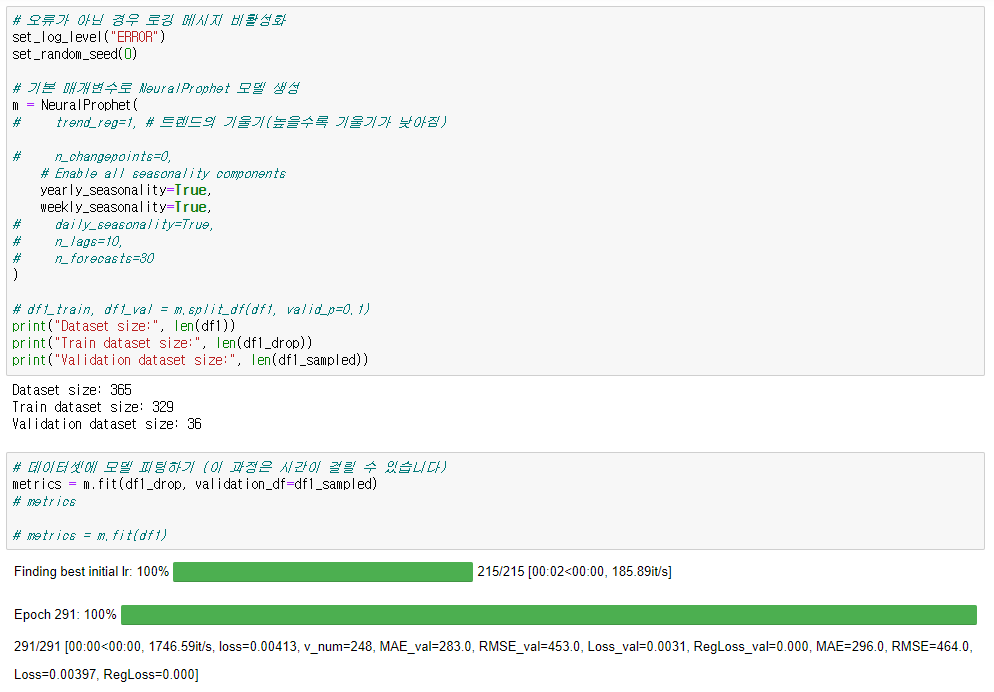 # 오류가 아닌 경우 로깅 메시지 비활성화
set_log_level("ERROR")
set_random_seed(0)
# 기본 매개변수로 NeuralProphet 모델 생성
m = NeuralProphet(
#     trend_reg=1, # 트렌드의 기울기(높을수록 기울기가 낮아짐)
#     n_changepoints=0,
# Enable all seasonality components
yearly_seasonality=True,
weekly_seasonality=True,
#     daily_seasonality=True,
#     n_lags=10,
#     n_forecasts=30
)
# df1_train, df1_val = m.split_df(df1, valid_p=0.1)
print("Dataset size:", len(df1))
print("Train dataset size:", len(df1_drop))
print("Validation dataset size:", len(df1_sampled))
Dataset size: 365
Train dataset size: 329
Validation dataset size: 36
# 데이터셋에 모델 피팅하기 (이 과정은 시간이 걸릴 수 있습니다)
metrics = m.fit(df1_drop, validation_df=df1_sampled)
# metrics
# metrics = m.fit(df1)
Finding best initial lr: 100% 215/215 [00:02<00:00, 185.89it/s]
Epoch 291: 100%
291/291 [00:00<00:00, 1746.59it/s, loss=0.00413, v_num=248, MAE_val=283.0, RMSE_val=453.0, Loss_val=0.0031, RegLoss_val=0.000, MAE=296.0, RMSE=464.0,
Loss=0.00397, RegLoss=0.000]